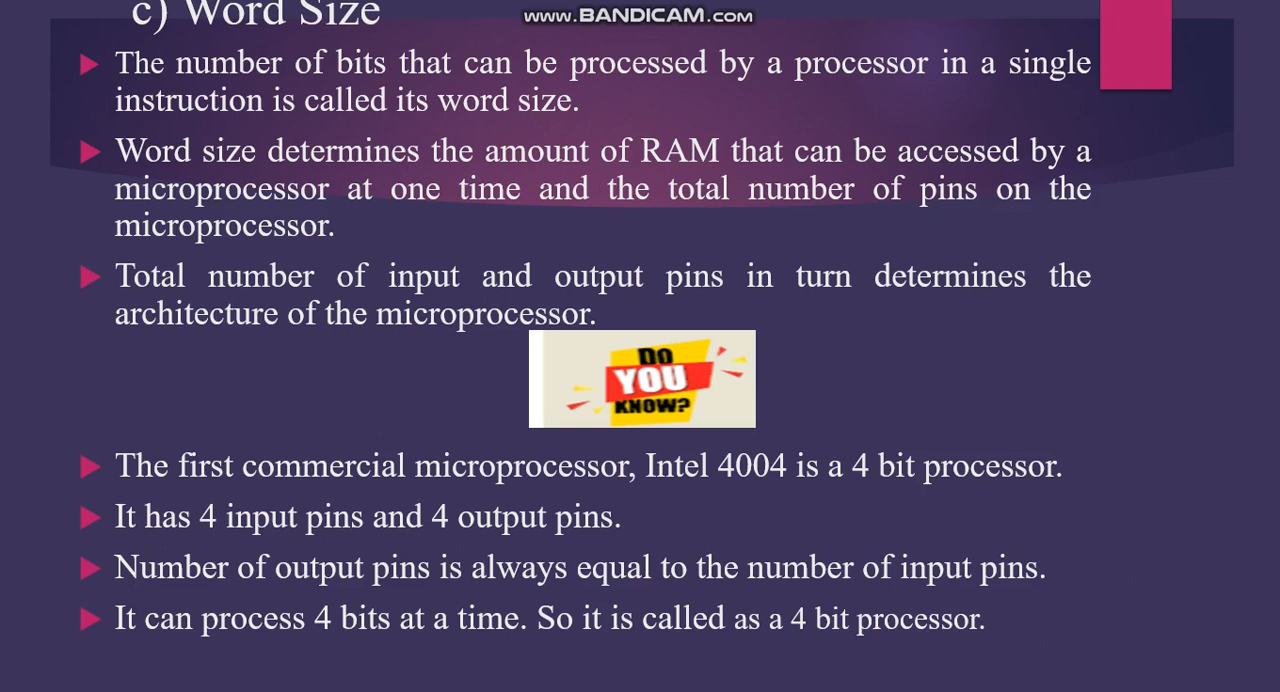 www.BANDICAM.com
c) Word Size
The number of bits that can be processed by a processor in a single
instruction is called its word size.
Word size determines the amount of RAM that can be accessed by a
microprocessor at one time and the total number of pins on the
microprocessor.
Total number of input and output pins in turn determines the
architecture of the microprocessor.
DO
YOU
KNOW?
The first commercial microprocessor, Intel 4004 is a 4 bit processor.
It has 4 input pins and 4 output pins.
Number of output pins is always equal to the number of input pins.
It can process 4 bits at a time. So it is called as a 4 bit processor.